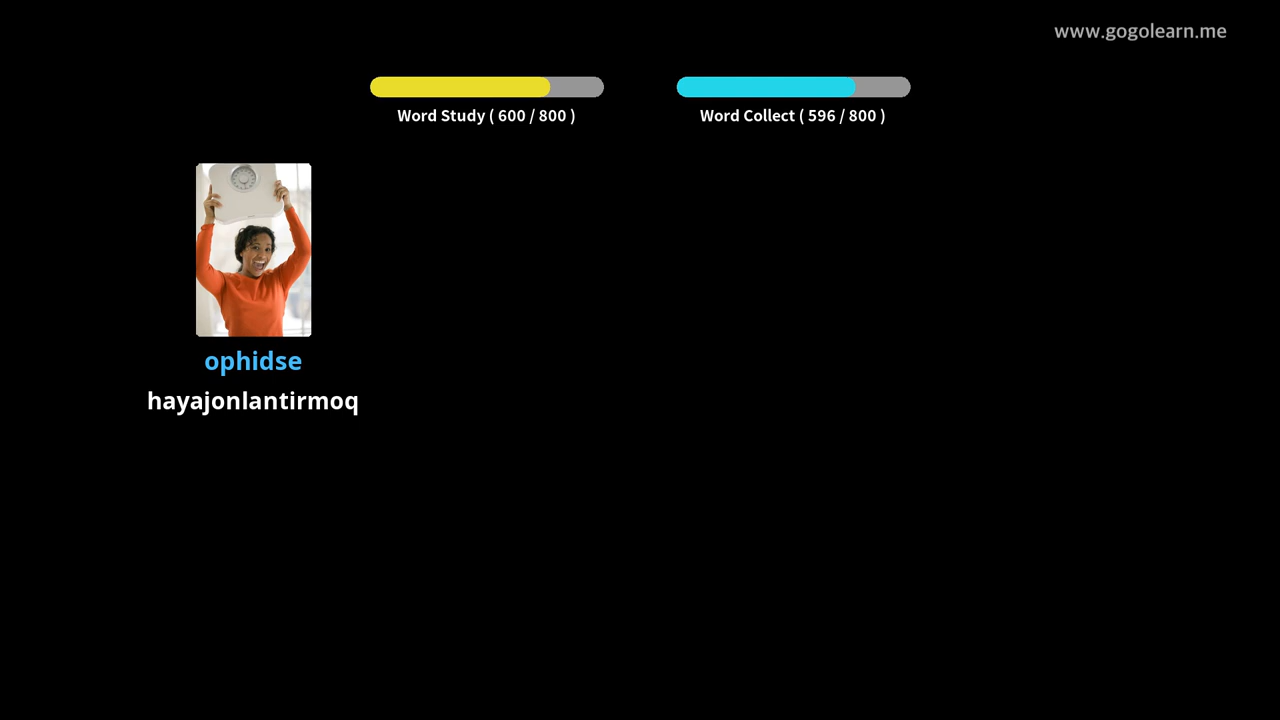 www.gogolearn.me
Word Study ( 600 / 800 )
Word Collect ( 596 / 800 )
ophidse
hayajonlantirmoq